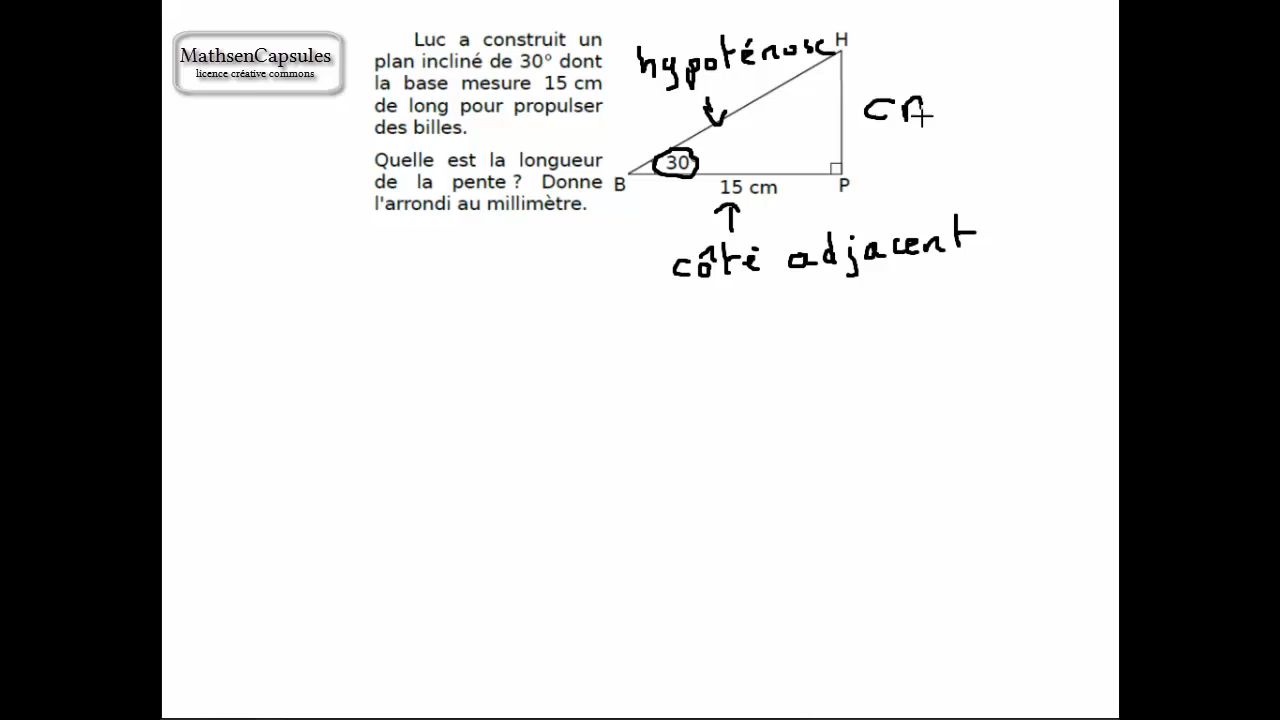 MathsenCapsules
licence créative commons
Luc a construit un
plan incliné de 30° dont
la base mesure 15 cm
de long pour propulser
des billes.
Quelle est la longueur
de la pente ? Donne
l'arrondi au millimètre.
hypoténuse
H
CA
30
B
15 cm
P
côté adjacent